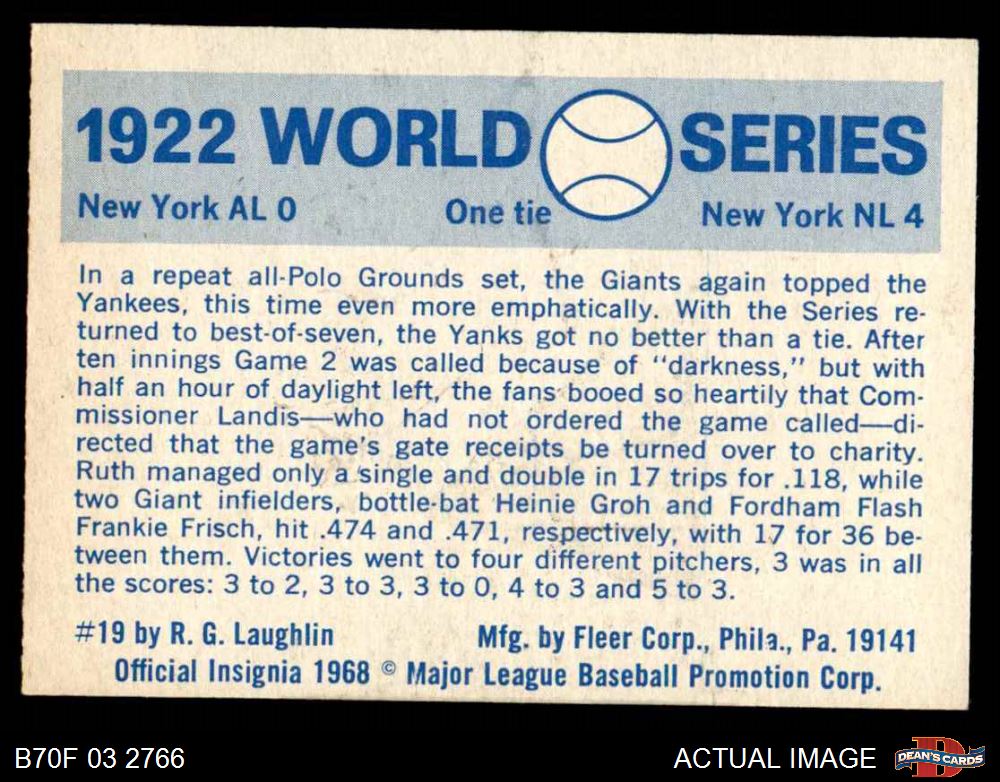 1922 WORLD SERIES
New York AL 0 One tie New York NL 4
In a repeat all-Polo Grounds set, the Giants again topped the
Yankees, this time even more emphatically. With the Series re-
turned to best-of-seven, the Yanks got no better than a tie. After
ten innings Game 2 was called because of "darkness," but with
half an hour of daylight left, the fans booed so heartily that Com-
missioner Landis—who had not ordered the game called—di-
rected that the game's gate receipts be turned over to charity.
Ruth managed only a single and double in 17 trips for .118, while
two Giant infielders, bottle-bat Heinie Groh and Fordham Flash
Frankie Frisch, hit .474 and .471, respectively, with 17 for 36 be-
tween them. Victories went to four different pitchers, 3 was in all
the scores: 3 to 2, 3 to 3, 3 to 0, 4 to 3 and 5 to 3.
#19 by R. G. Laughlin Mfg. by Fleer Corp., Phila., Pa. 19141
Official Insignia 1968 © Major League Baseball Promotion Corp.
B70F 03 2766 ACTUAL IMAGE D DEAN'S CARDS